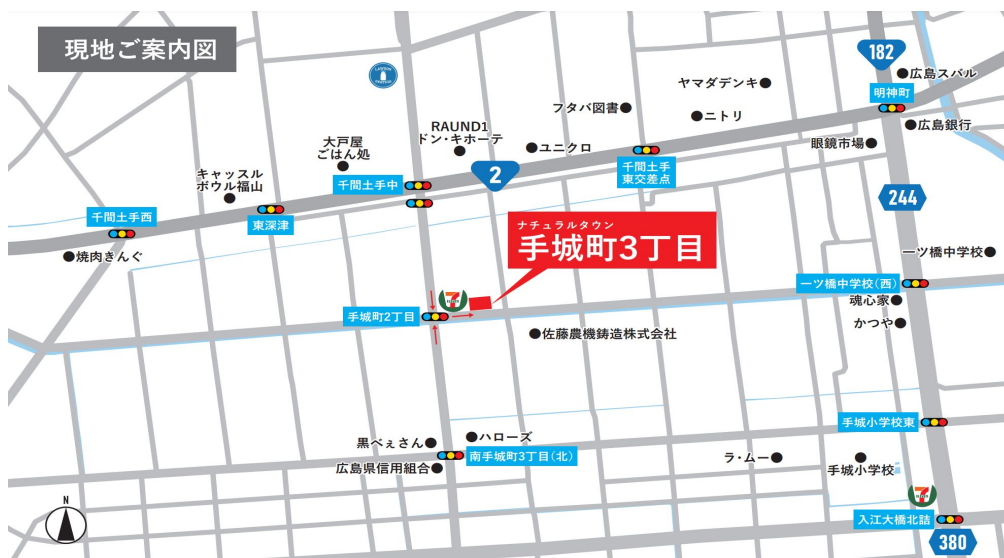 現地ご案内図
182
広島スバル
ヤマダデンキ
明神町
フタバ図書
ニトリ
広島銀行
RAUND1
ドン・キホーテ
大戸屋
ごはん処
ユニクロ
眼鏡市場
千間土手
東交差点
キャッスル
ボウル福山
千間土手中
2
244
千間土手西
東深津
ナチュラルタウン
手城町3丁目
焼肉きんぐ
一ツ橋中学校
一ツ橋中学校(西)
7
手城町2丁目
魂心家
かつや
佐藤農機鋳造株式会社
手城小学校東
黒べぇさん
ハローズ
南手城町3丁目(北)
広島県信用組合
ラ・ムー
手城小学校
7
N
入江大橋北詰
380